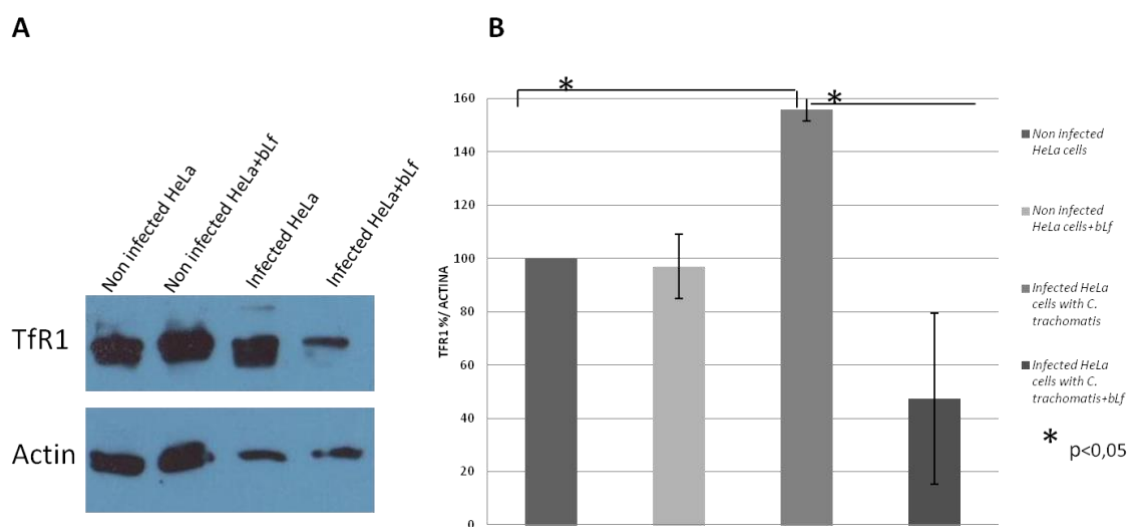 A
B
Non infected HeLa
Non infected HeLa+bLf
Infected HeLa
Infected HeLa+bLf
TfR1
Actin
*
*
TFR1 %/ ACTINA
160
140
120
100
80
60
40
20
0
Non infected
HeLa cells
Non infected
HeLa cells+bLf
Infected HeLa
cells with C.
trachomatis
Infected HeLa
cells with C.
trachomatis+bLf
* p<0,05